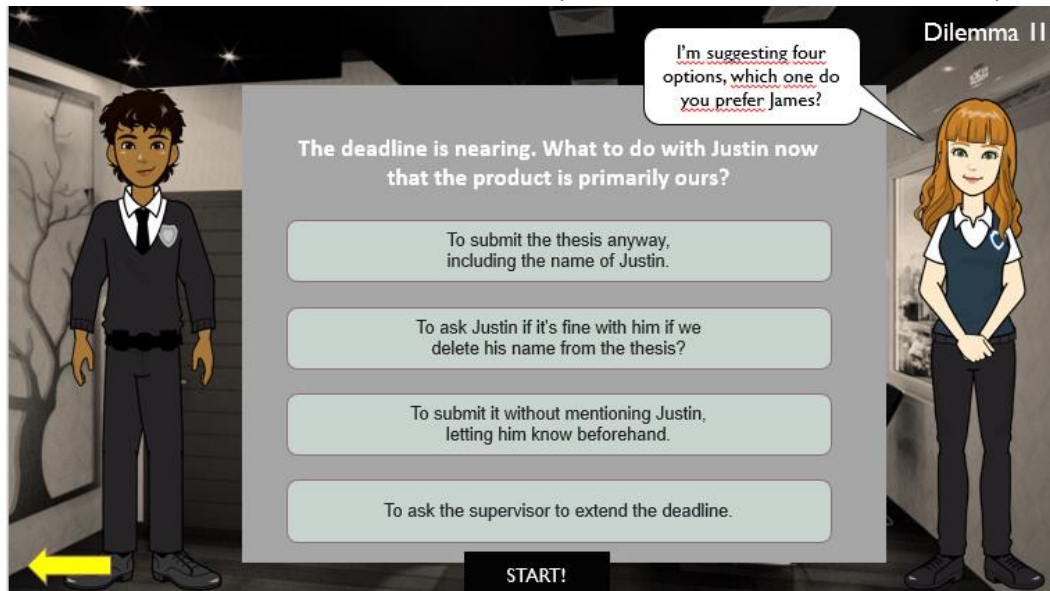 Dilemma II
I'm suggesting four
options, which one do
you prefer James?
The deadline is nearing. What to do with Justin now
that the product is primarily ours?
To submit the thesis anyway,
including the name of Justin.
To ask Justin if it's fine with him if we
delete his name from the thesis?
To submit it without mentioning Justin,
letting him know beforehand.
To ask the supervisor to extend the deadline.
START!